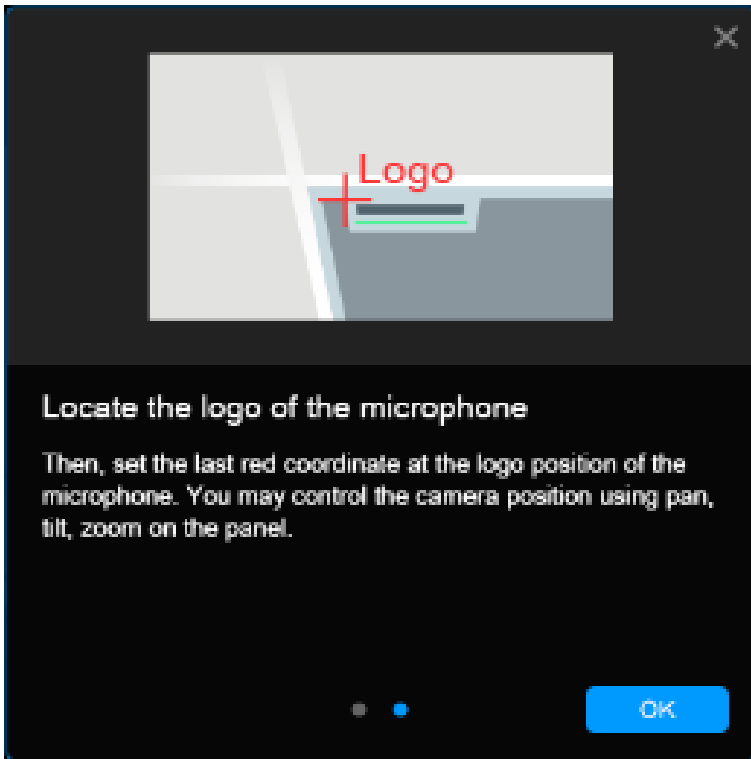 Logo
Locate the logo of the microphone
Then, set the last red coordinate at the logo position of the
microphone. You may control the camera position using pan,
tilt, zoom on the panel.
OK